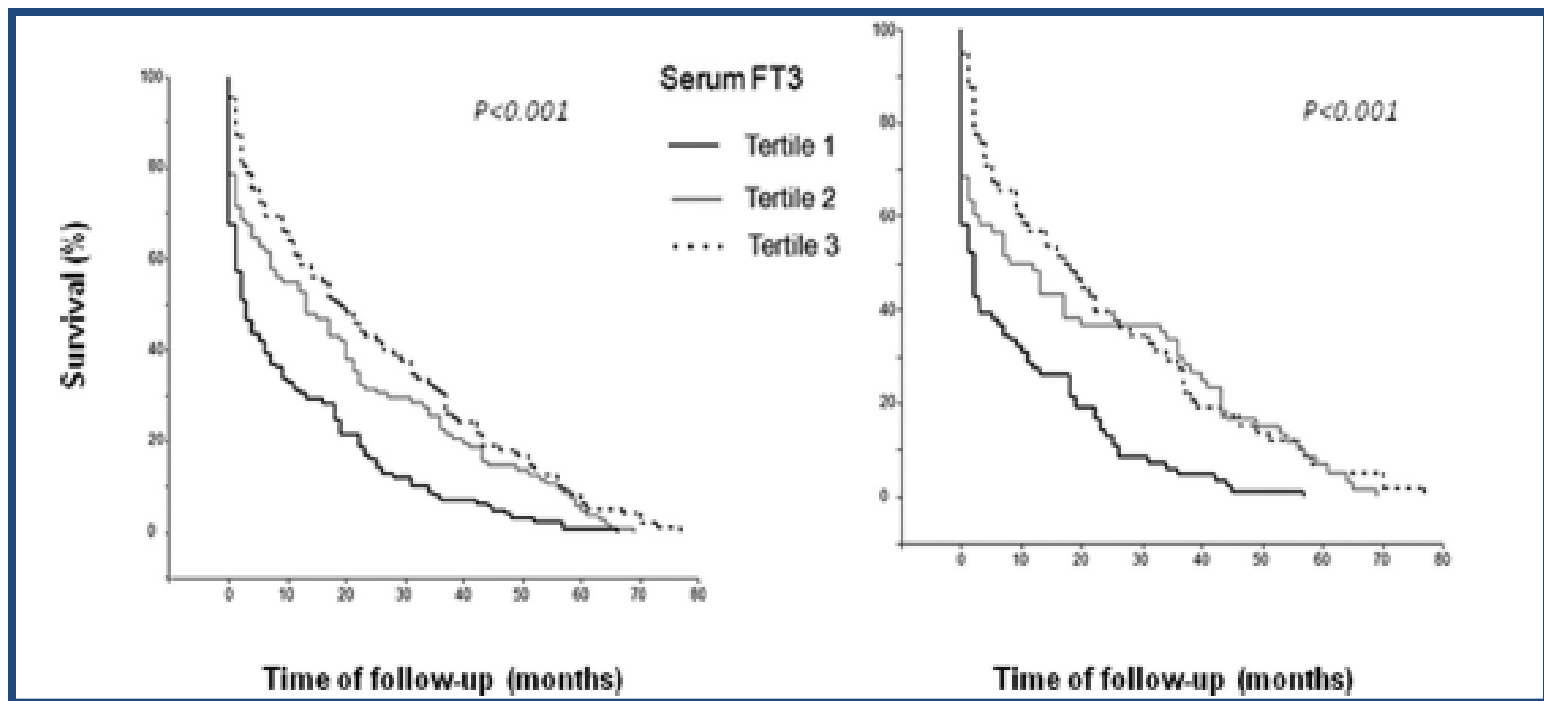 Serum FT3
Tertile 1
Tertile 2
Tertile 3
P<0.001
Survival (%)
100
80
60
40
20
0
0 10 20 30 40 50 60 70 80
Time of follow-up (months)
P<0.001
100
80
60
40
20
0
0 10 20 30 40 50 60 70 80
Time of follow-up (months)